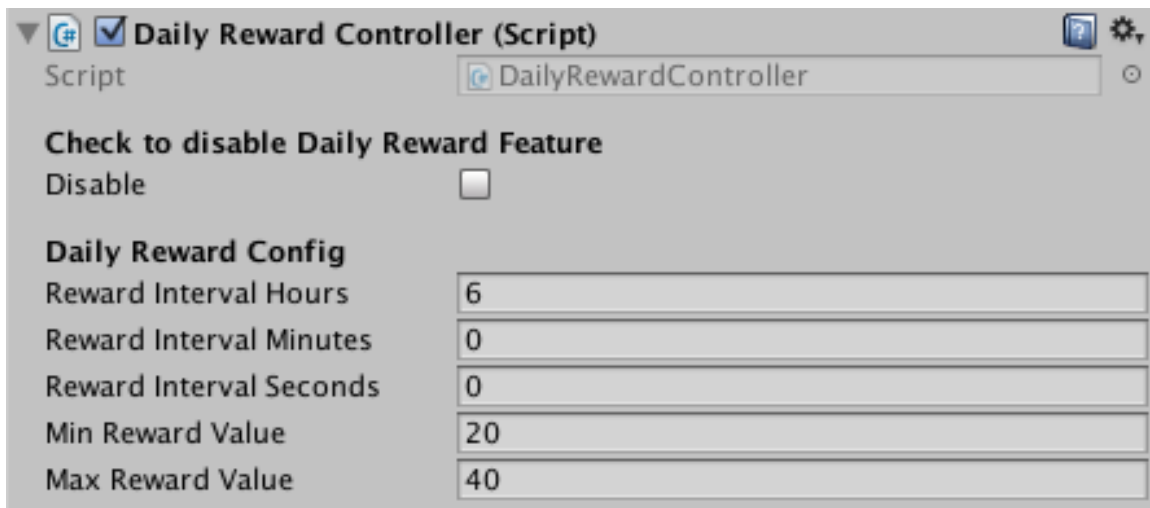 Daily Reward Controller (Script)
Script DailyRewardController
Check to disable Daily Reward Feature
Disable
Daily Reward Config
Reward Interval Hours 6
Reward Interval Minutes 0
Reward Interval Seconds 0
Min Reward Value 20
Max Reward Value 40